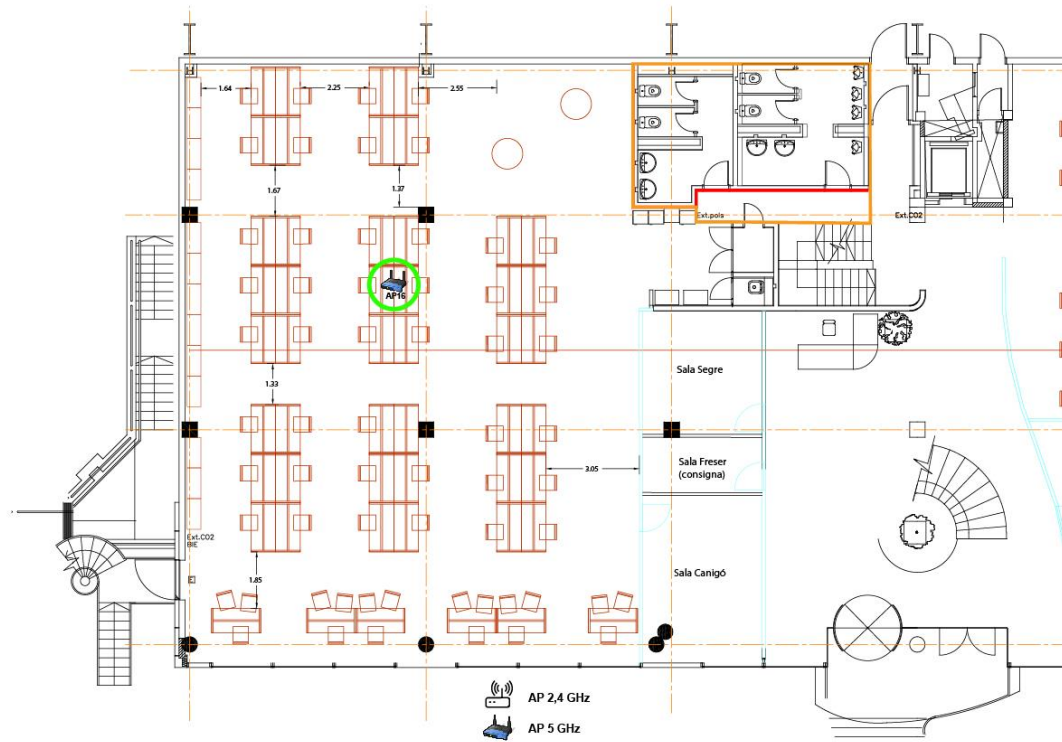 1.64
2.25
2.55
1.67
1.37
Ext.pols
Ext.CO2
AP16
Sala Segre
1.33
Sala Freser
(consigna)
3.05
Ext.CO2
BIE
Sala Canigó
1.85
AP 2,4 GHz
AP 5 GHz